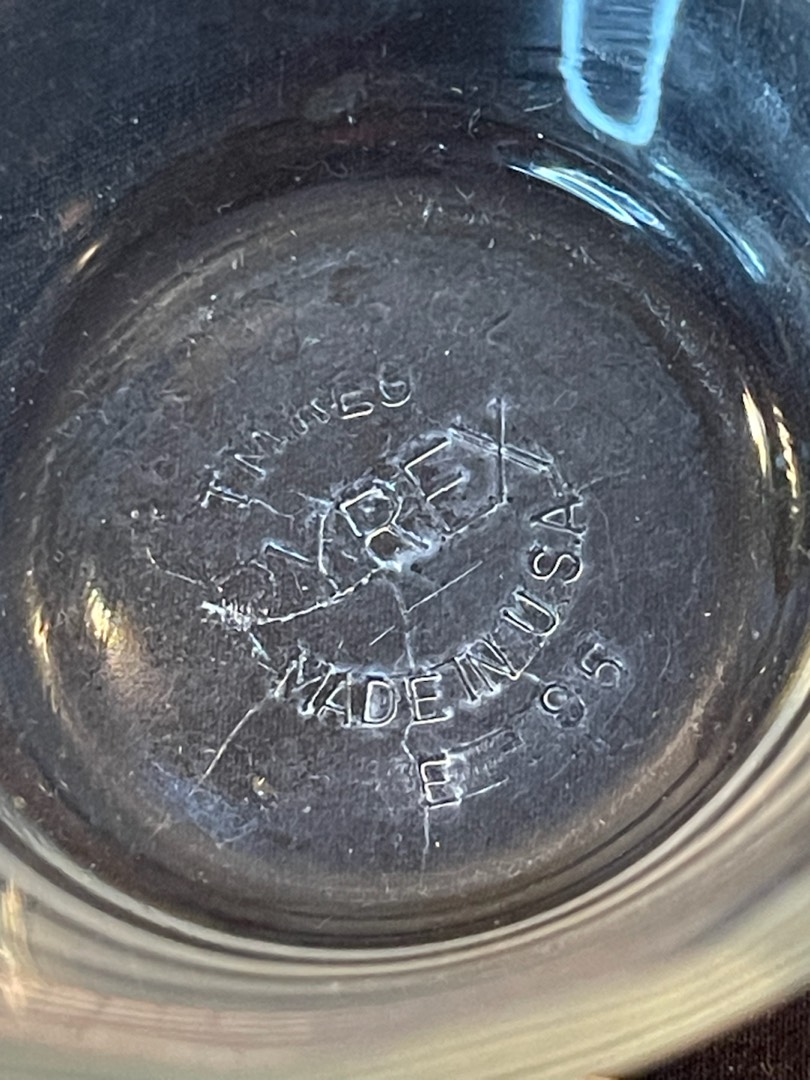 T.M. REG
PYREX
MADE IN U.S.A
E - 95